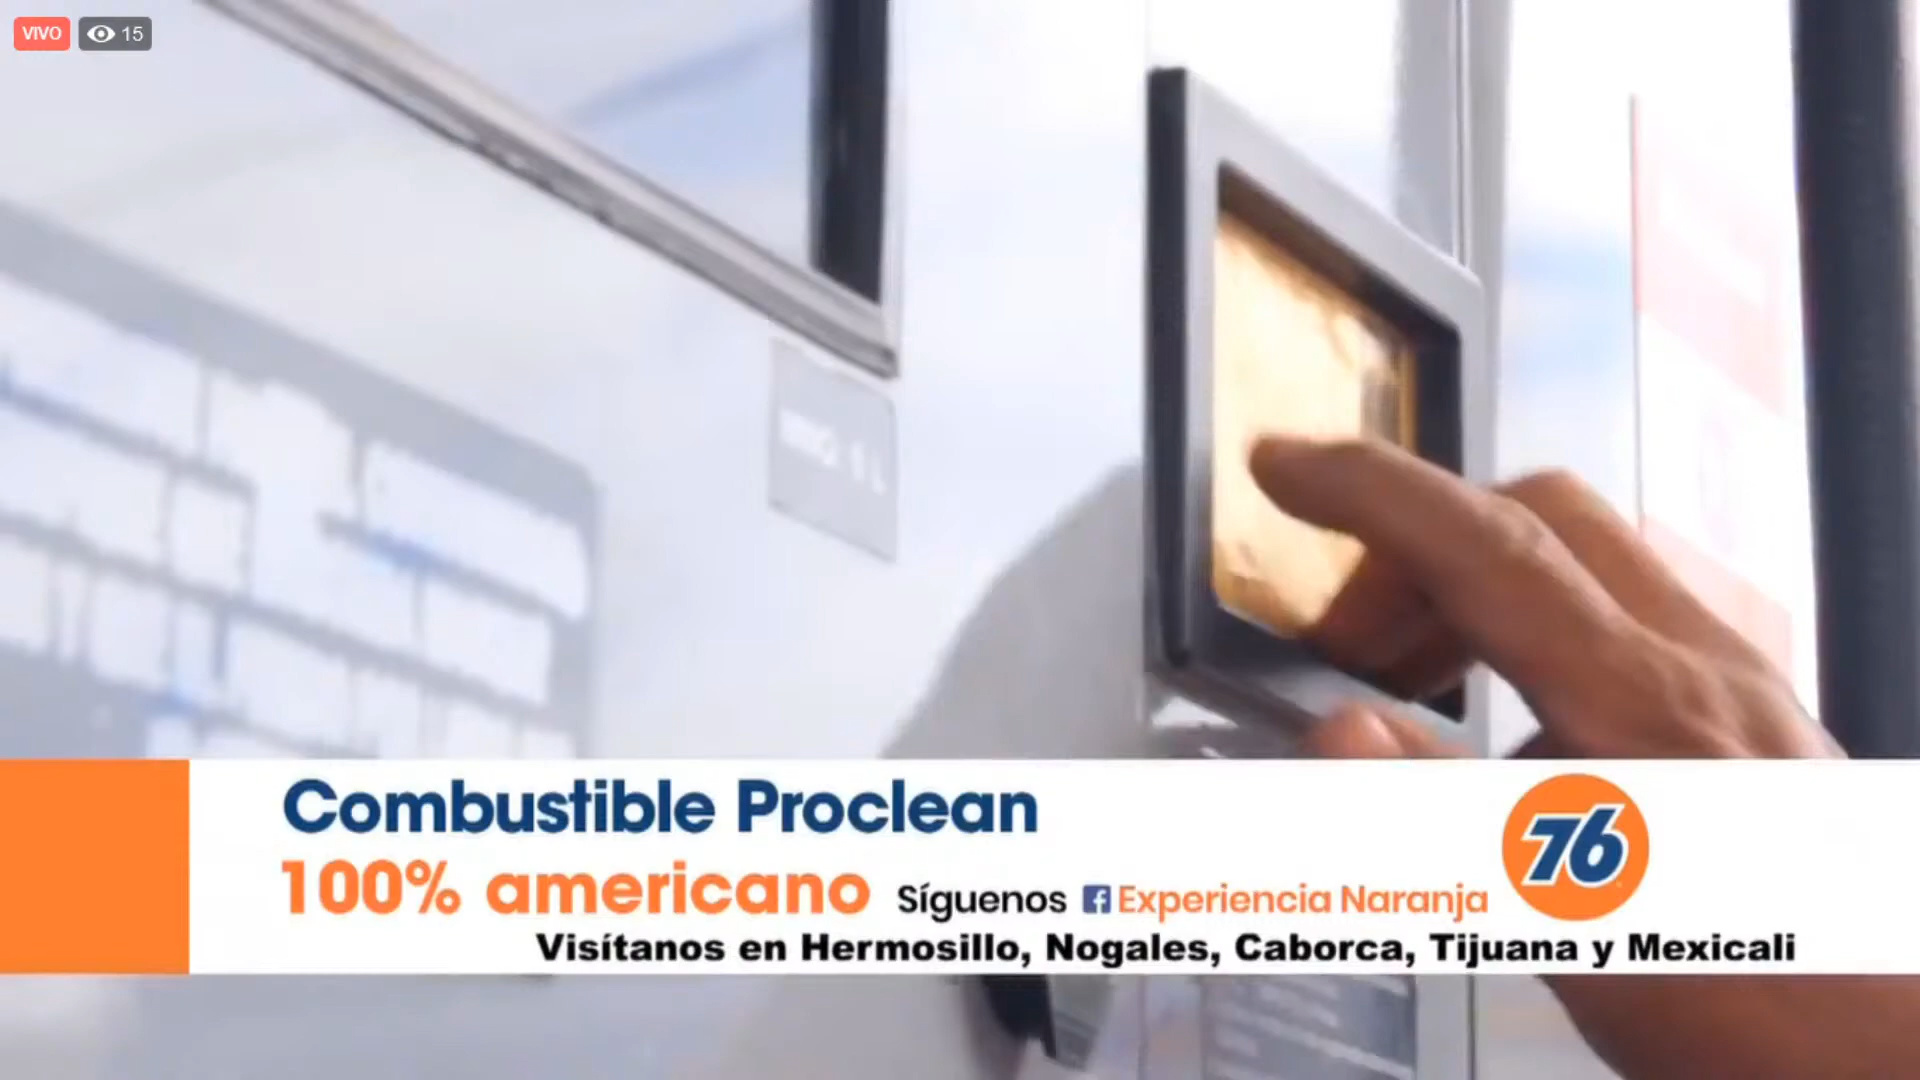 VIVO 15
Combustible Proclean
100% americano Síguenos Experiencia Naranja
76
Visítanos en Hermosillo, Nogales, Caborca, Tijuana y Mexicali